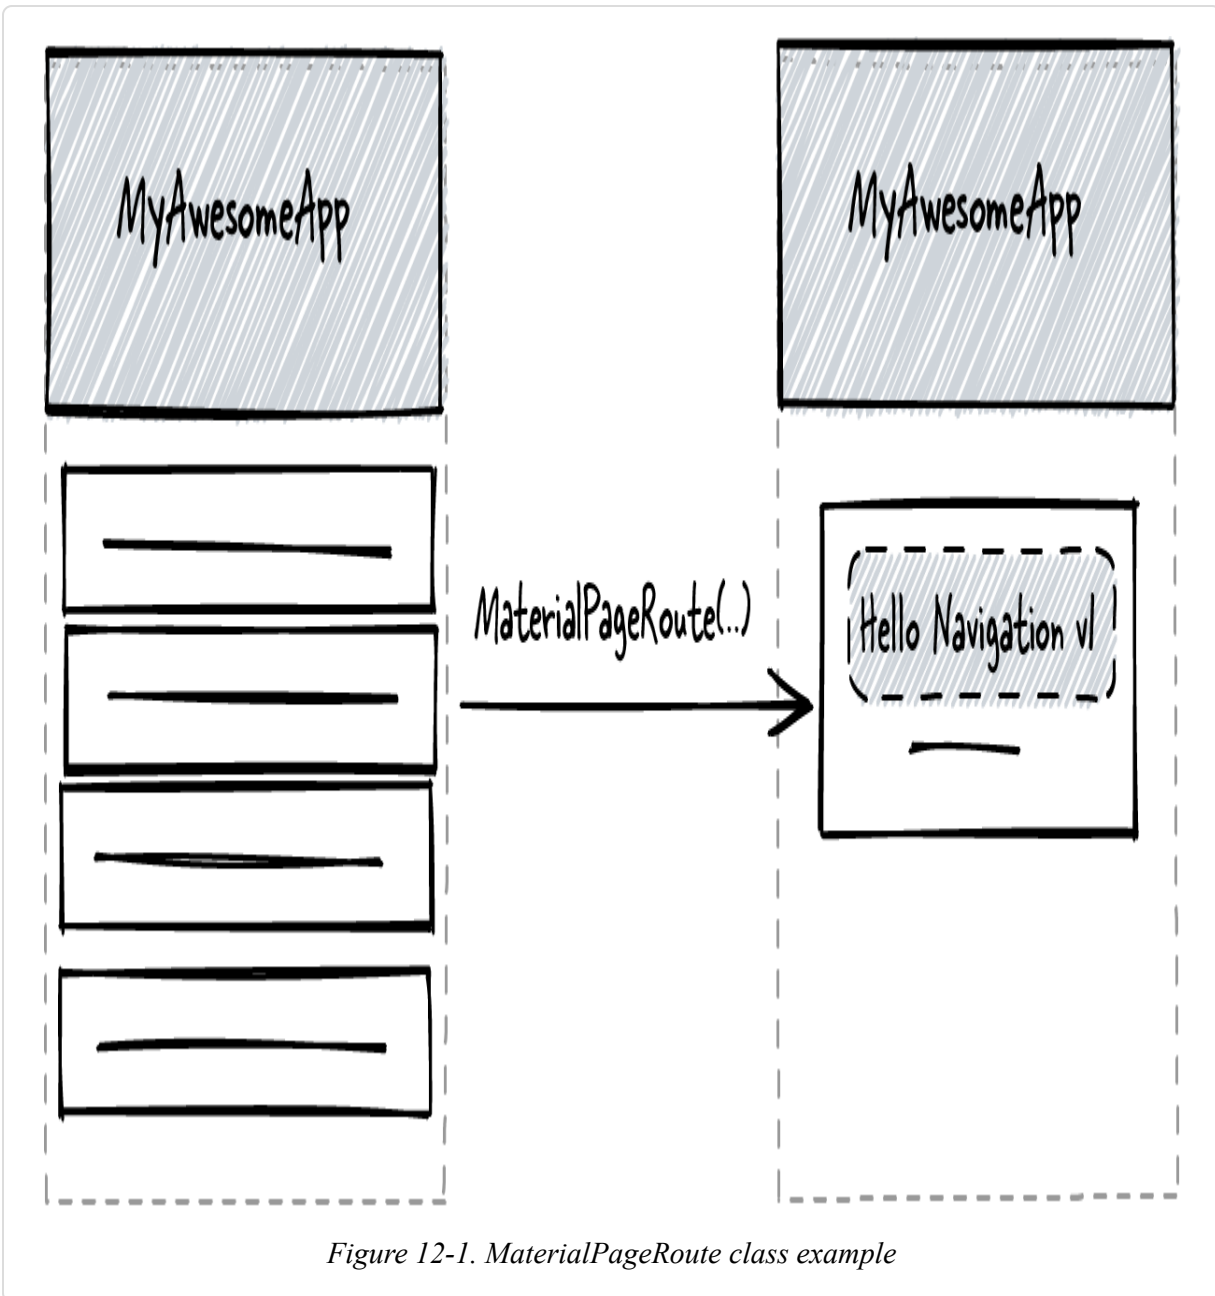 MyAwesomeApp
MyAwesomeApp
MaterialPageRoute(..)
Hello Navigation v1
Figure 12-1. MaterialPageRoute class example